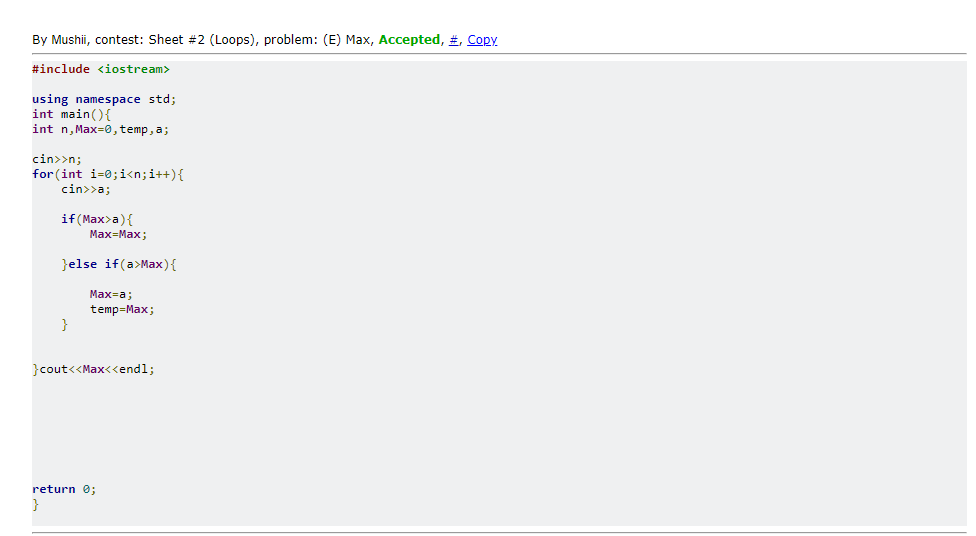 By Mushii, contest: Sheet #2 (Loops), problem: (E) Max, Accepted, #, Copy
#include <iostream>
using namespace std;
int main(){
int n,Max=0,temp,a;
cin>>n;
for(int i=0;i<n;i++){
    cin>>a;
    if(Max>a){
        Max=Max;
    }else if(a>Max){
        Max=a;
        temp=Max;
    }
}cout<<Max<<endl;
return 0;
}